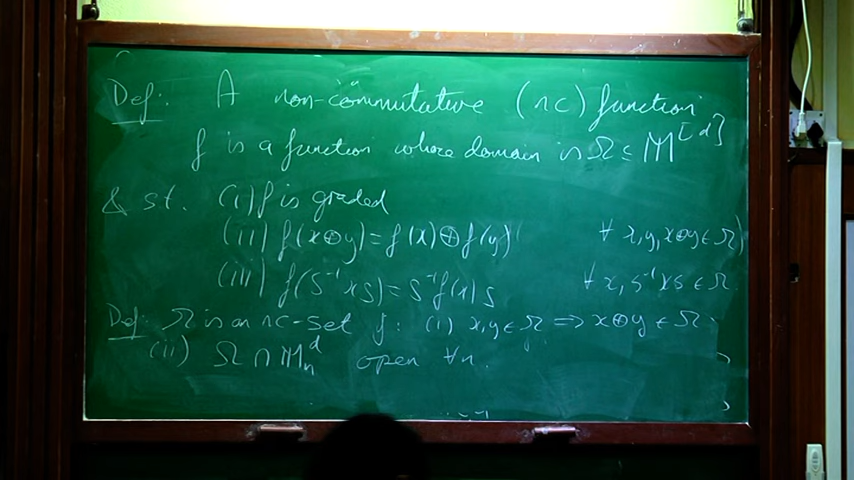 Def: A non-commutative (nc) function
f is a function whose domain is Ω ⊆ 𝕄^[d]
& st. (i) f is graded
(ii) f(x⊕y) = f(x)⊕f(y) ∀ x,y, x⊕y ∈ Ω)
(iii) f(S⁻¹xS) = S⁻¹f(x)S ∀ x, S⁻¹xS ∈ Ω.
Def: Ω is an nc-set if: (i) x,y ∈ Ω ⇒ x⊕y ∈ Ω.
(ii) Ω ∩ 𝕄ₙᵈ open ∀n.